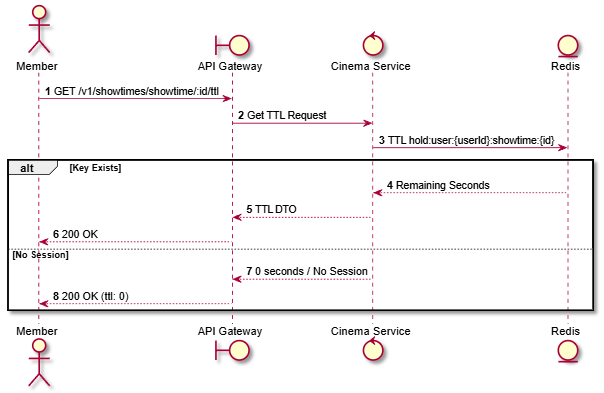 Member API Gateway Cinema Service Redis
1 GET /v1/showtimes/showtime/:id/ttl
2 Get TTL Request
3 TTL hold:user:{userId}:showtime:{id}
alt [Key Exists]
4 Remaining Seconds
5 TTL DTO
6 200 OK
[No Session]
7 0 seconds / No Session
8 200 OK (ttl: 0)
Member API Gateway Cinema Service Redis